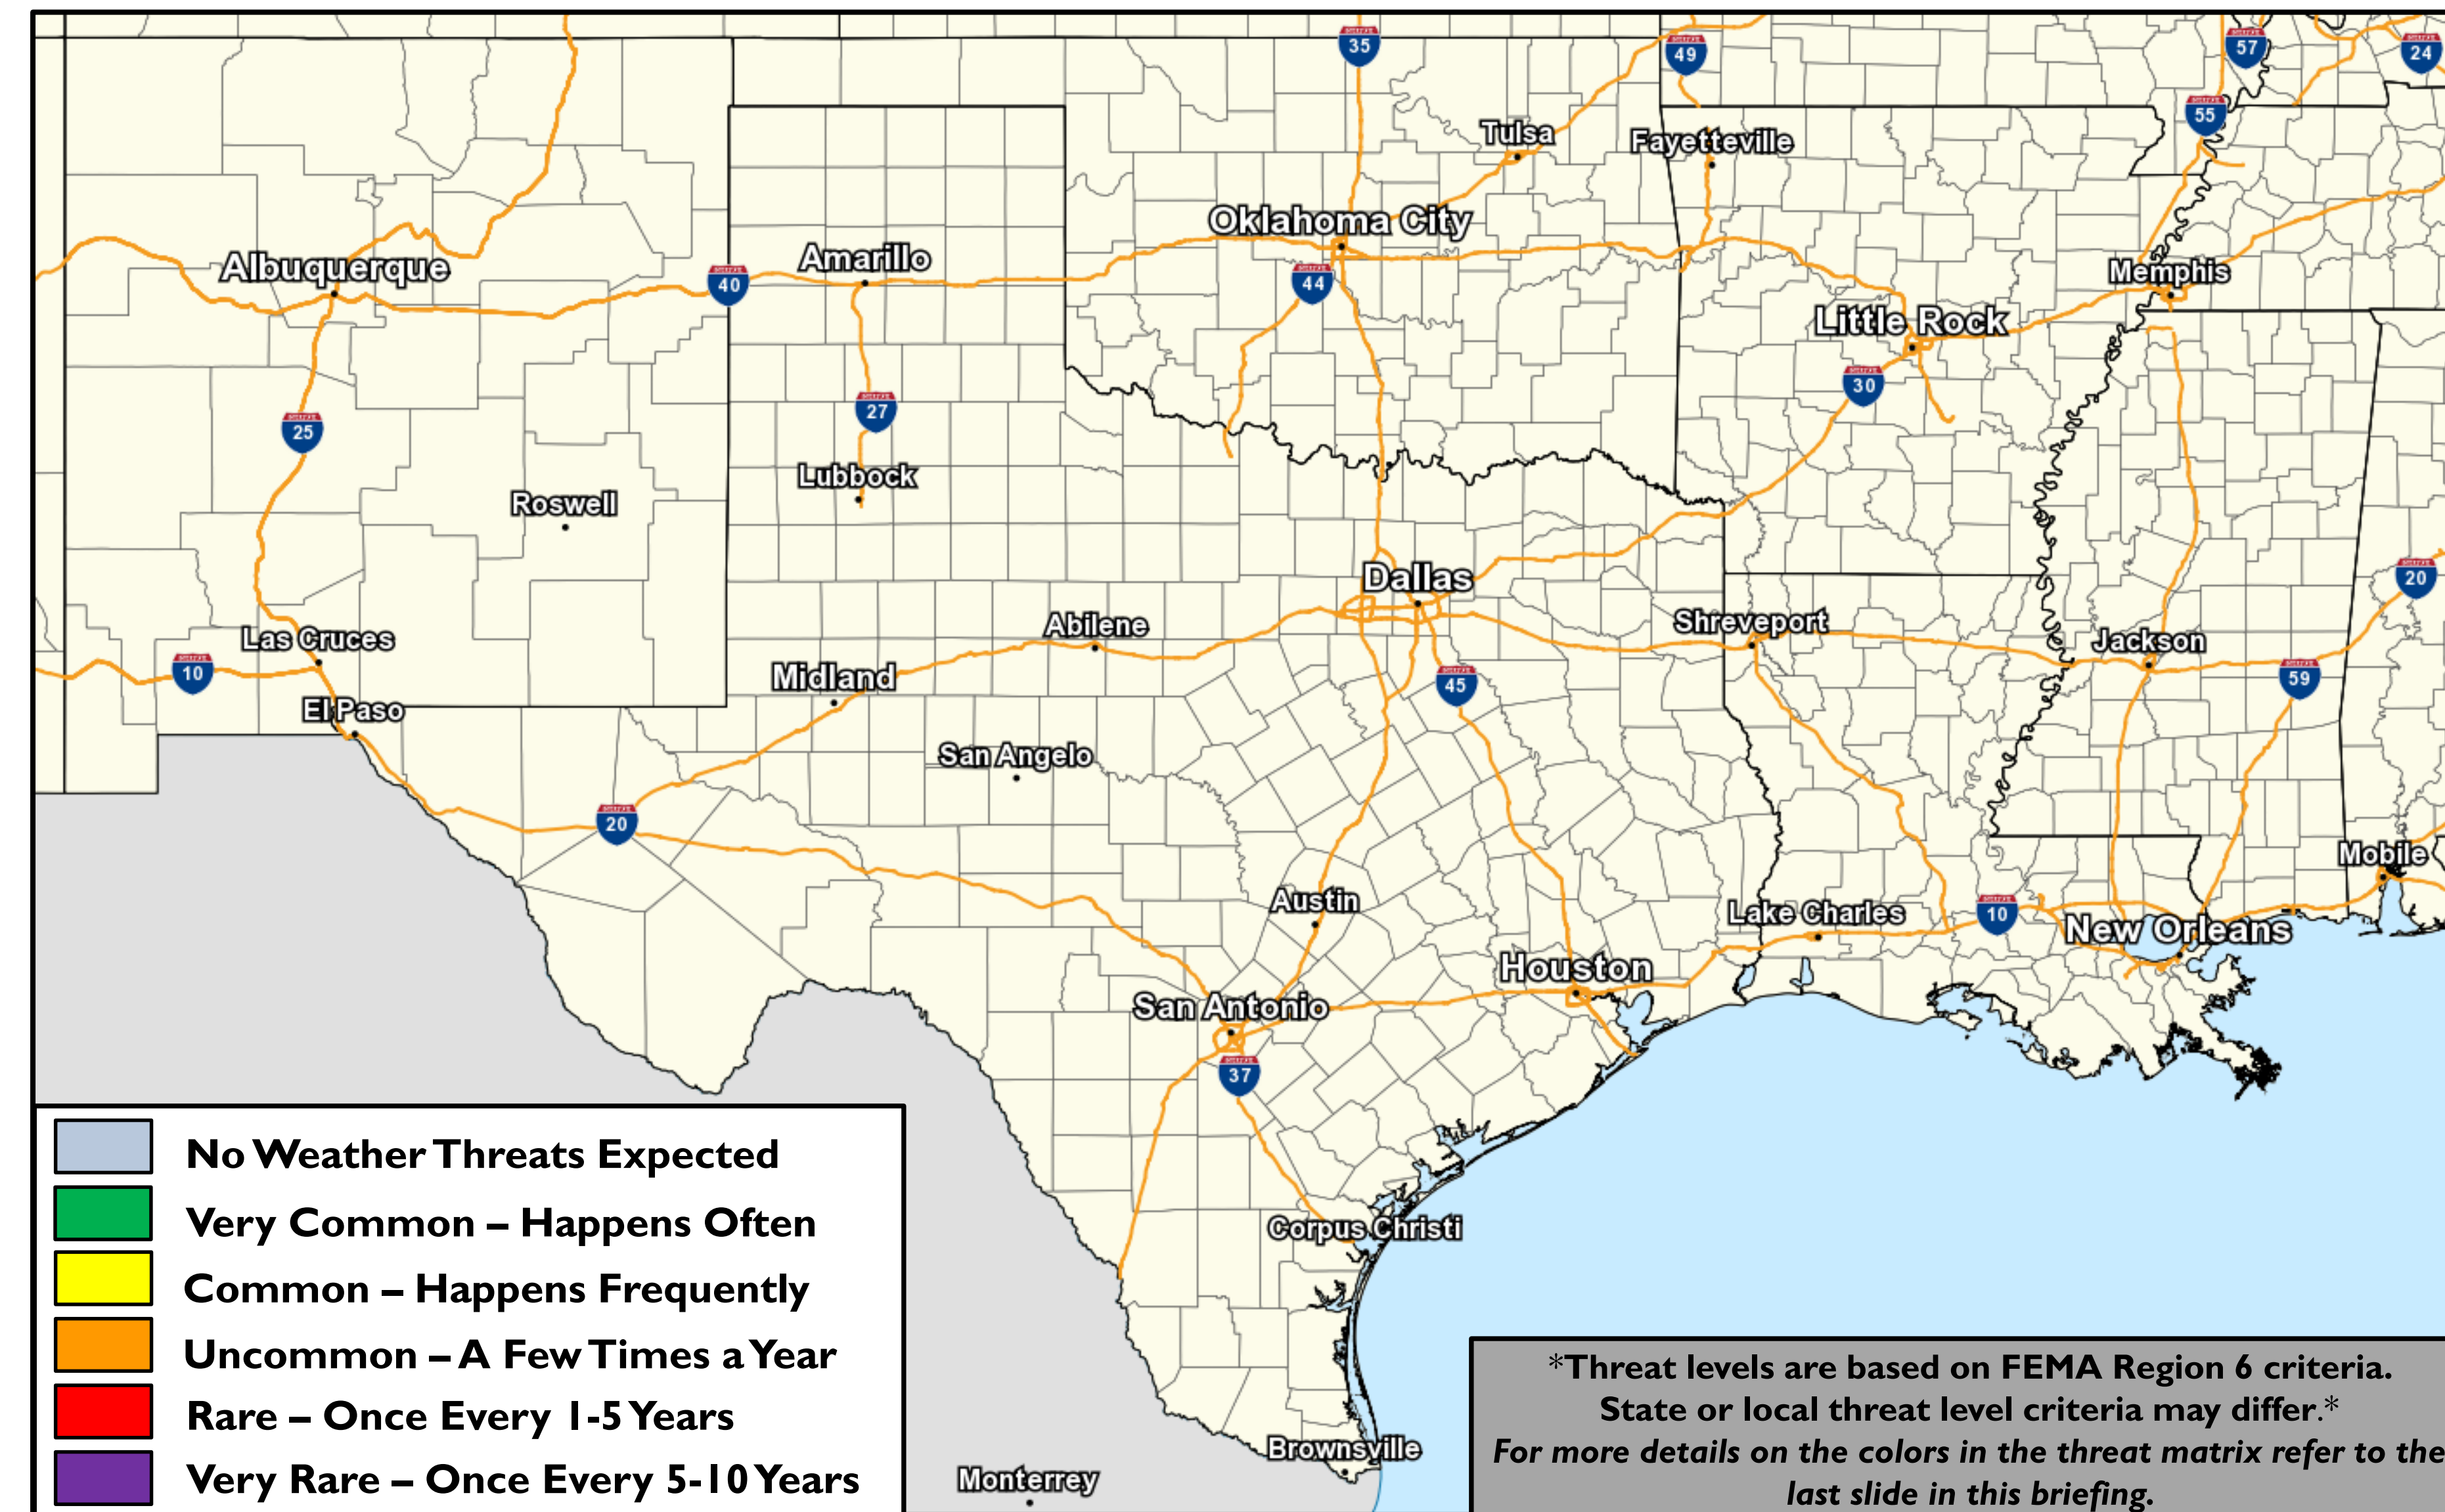 35
49
57
24
55
Tulsa
Fayetteville
Oklahoma City
Albuquerque
Amarillo
40
44
Memphis
Little Rock
30
27
25
Lubbock
Roswell
Dallas
20
Las Cruces
Abilene
Shreveport
Jackson
10
Midland
45
59
El Paso
San Angelo
20
Mobile
Austin
Lake Charles
10
New Orleans
Houston
San Antonio
37
Corpus Christi
Brownsville
Monterrey
No Weather Threats Expected
Very Common – Happens Often
Common – Happens Frequently
Uncommon – A Few Times a Year
Rare – Once Every 1-5 Years
Very Rare – Once Every 5-10 Years
*Threat levels are based on FEMA Region 6 criteria.
State or local threat level criteria may differ.*
For more details on the colors in the threat matrix refer to the
last slide in this briefing.